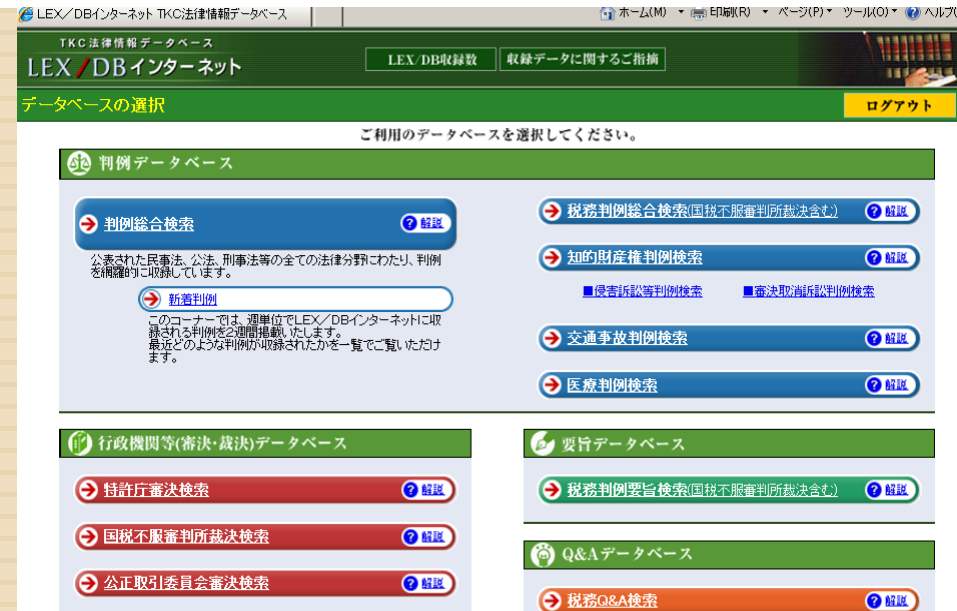 LEX/DBインターネット TKC法律情報データベース
ホーム(M) 印刷(R) ページ(P) ツール(O) ヘルプ(
TKC法律情報データベース
LEX/DBインターネット
LEX/DB収録数 収録データに関するご指摘
データベースの選択
ログアウト
ご利用のデータベースを選択してください。
判例データベース
判例総合検索 解説
公表された民事法、公法、刑事法等の全ての法律分野にわたり、判例
を網羅的に収録しています。
新着判例
このコーナーでは、週単位でLEX/DBインターネットに収
録される判例を2週間掲載いたします。
最近どのような判例が収録されたかを一覧でご覧いただけ
ます。
税務判例総合検索(国税不服審判所裁決含む) 解説
知的財産権判例検索 解説
■侵害訴訟等判例検索 ■審決取消訴訟判例検索
交通事故判例検索 解説
医療判例検索 解説
行政機関等(審決・裁決)データベース
特許庁審決検索 解説
国税不服審判所裁決検索 解説
公正取引委員会審決検索 解説
要旨データベース
税務判例要旨検索(国税不服審判所裁決含む) 解説
Q&Aデータベース
税務Q&A検索 解説